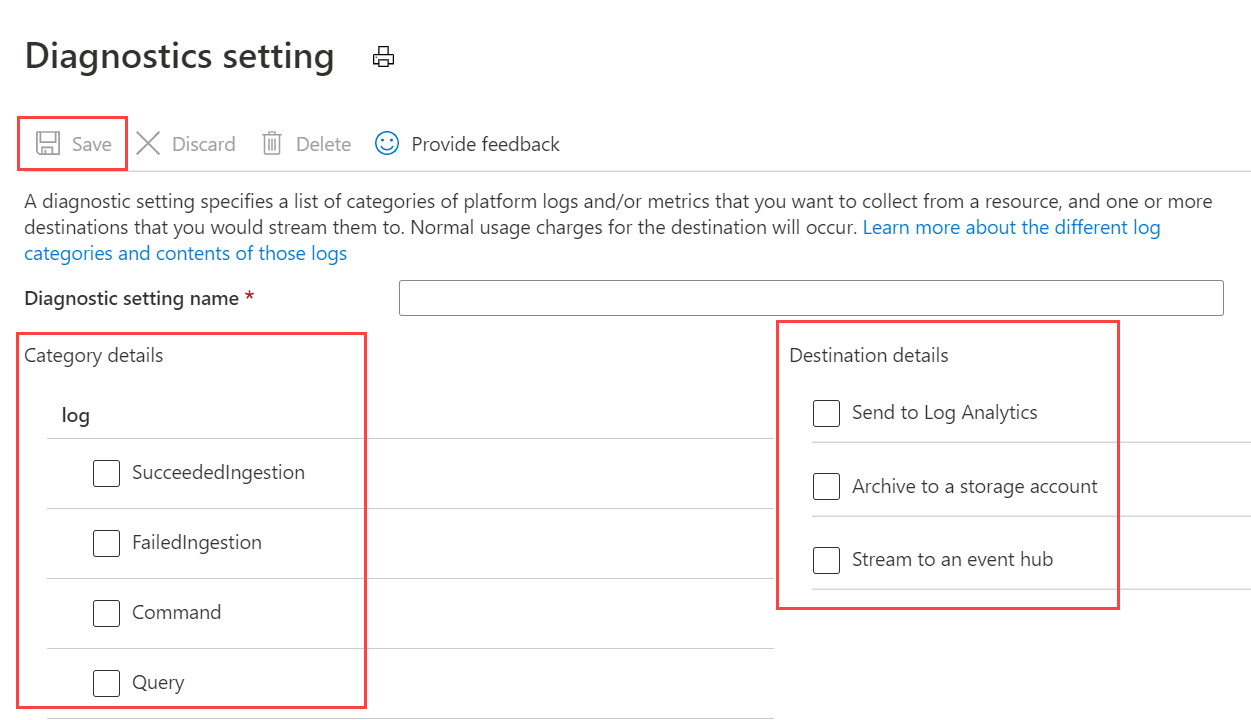 Diagnostics setting
Save Discard Delete Provide feedback
A diagnostic setting specifies a list of categories of platform logs and/or metrics that you want to collect from a resource, and one or more
destinations that you would stream them to. Normal usage charges for the destination will occur. Learn more about the different log
categories and contents of those logs
Diagnostic setting name *
Category details
log
SucceededIngestion
FailedIngestion
Command
Query
Destination details
Send to Log Analytics
Archive to a storage account
Stream to an event hub